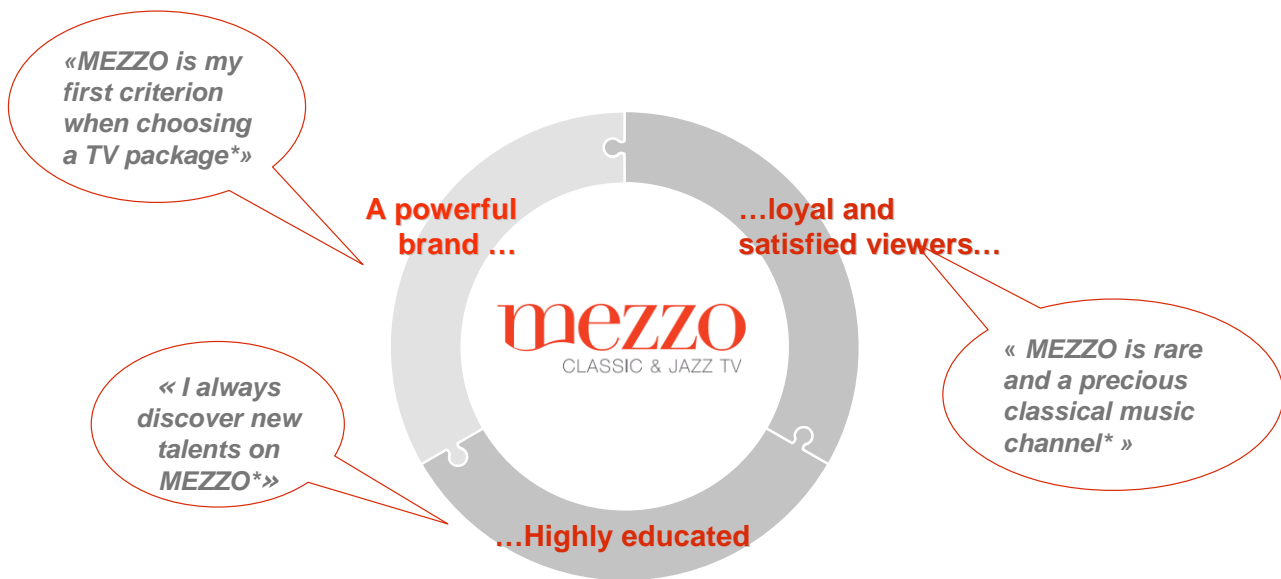 «MEZZO is my
first criterion
when choosing
a TV package*»
A powerful
brand …
…loyal and
satisfied viewers…
mezzo
CLASSIC & JAZZ TV
« MEZZO is rare
and a precious
classical music
channel* »
« I always
discover new
talents on
MEZZO*»
…Highly educated